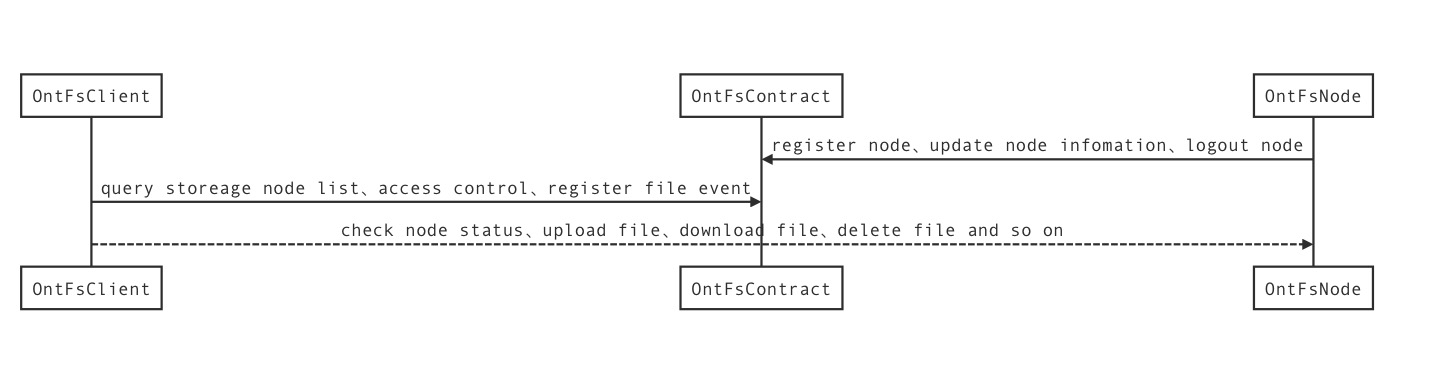 OntFsClient
OntFsContract
OntFsNode
register node、update node infomation、logout node
query storeage node list、access control、register file event
check node status、upload file、download file、delete file and so on
OntFsClient
OntFsContract
OntFsNode